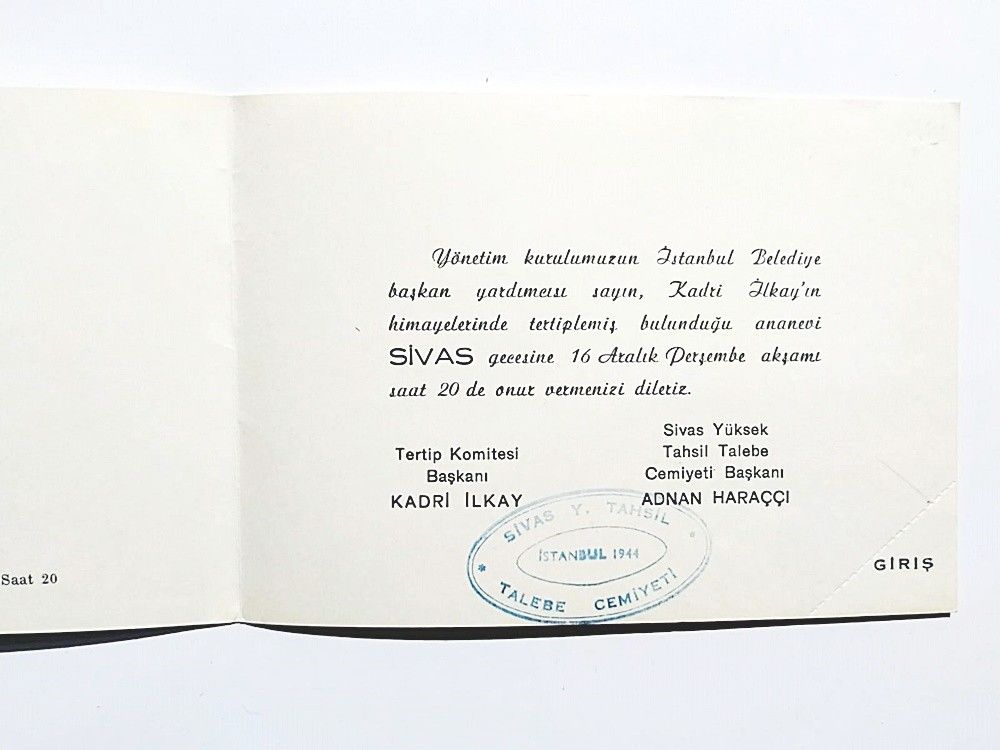 Yönetim kurulumuzun İstanbul Belediye
başkan yardımcısı sayın, Kadri İlkay'ın
himayelerinde tertiplemiş bulunduğu ananevi
SİVAS gecesine 16 Aralık Perşembe akşamı
saat 20 de onur vermenizi dileriz.
Tertip Komitesi
Başkanı
KADRİ İLKAY
Sivas Yüksek
Tahsil Talebe
Cemiyeti Başkanı
ADNAN HARAÇÇI
SİVAS Y. TAHSİL
İSTANBUL 1944
* TALEBE CEMİYETİ *
GİRİŞ
Saat 20